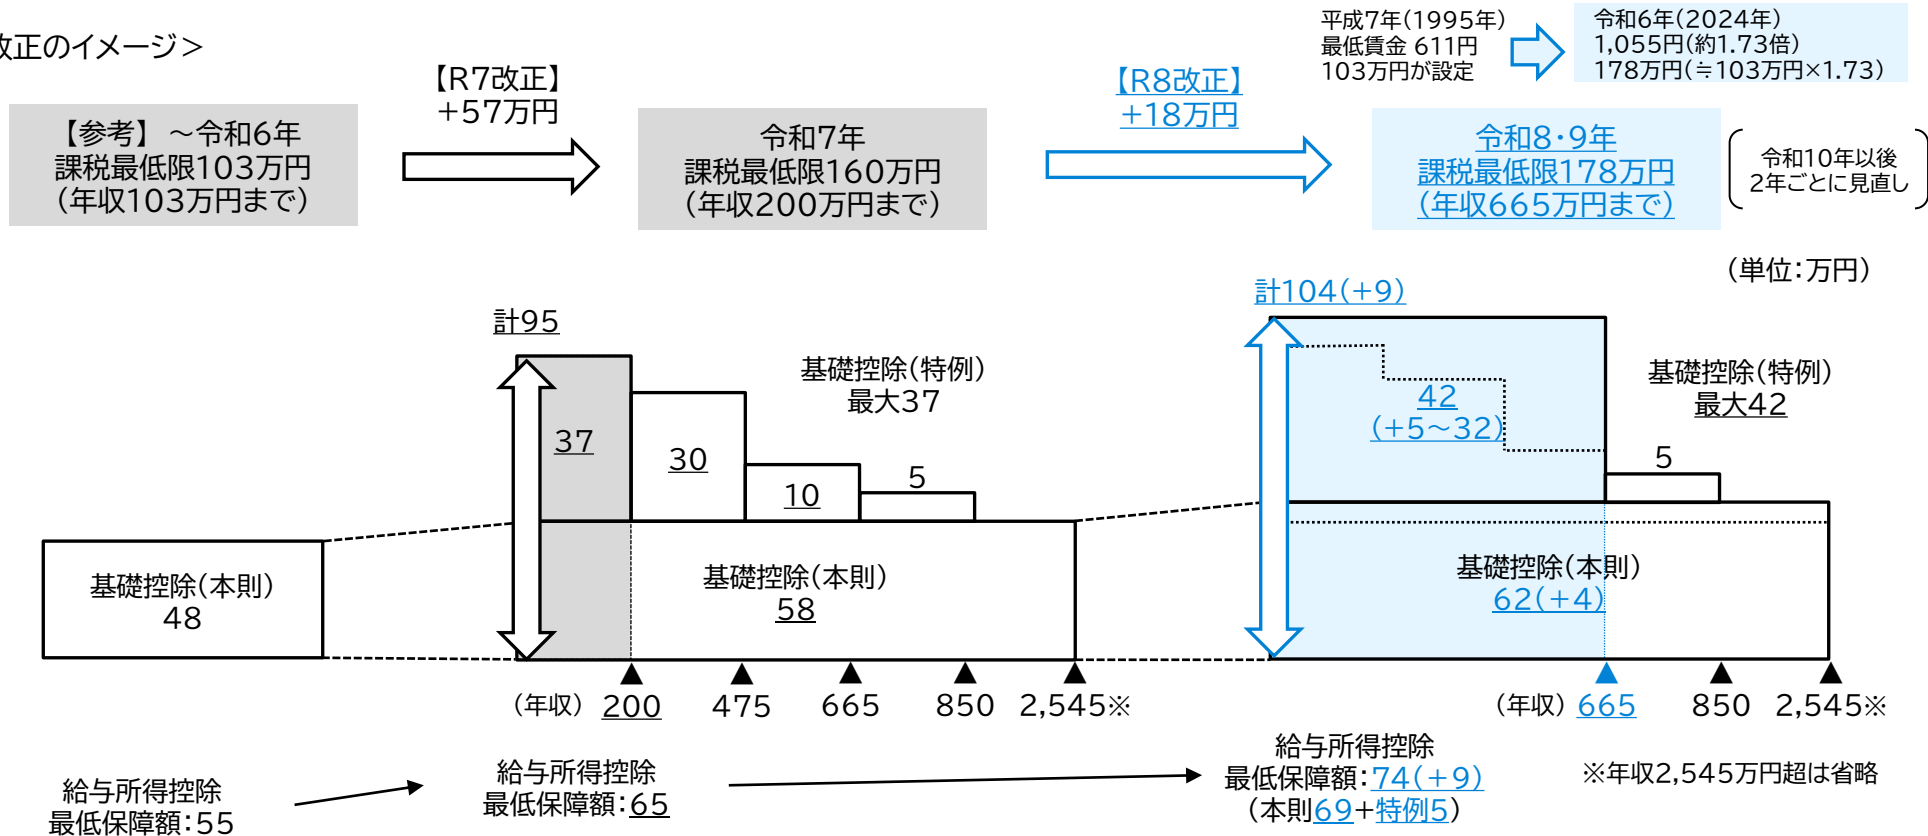 改正のイメージ＞
平成7年(1995年)
最低賃金 611円
103万円が設定
令和6年(2024年)
1,055円(約1.73倍)
178万円(≒103万円×1.73)
【参考】 ～令和6年
課税最低限103万円
(年収103万円まで)
【R7改正】
+57万円
令和7年
課税最低限160万円
(年収200万円まで)
【R8改正】
+18万円
令和8・9年
課税最低限178万円
(年収665万円まで)
令和10年以後
2年ごとに見直し
(単位:万円)
基礎控除(本則)
48
計95
37
30
10
5
基礎控除(特例)
最大37
基礎控除(本則)
58
(年収) 200 475 665 850 2,545※
計104(+9)
42
(+5～32)
5
基礎控除(特例)
最大42
基礎控除(本則)
62(+4)
(年収) 665 850 2,545※
給与所得控除
最低保障額:55
給与所得控除
最低保障額:65
給与所得控除
最低保障額:74(+9)
(本則69+特例5)
※年収2,545万円超は省略